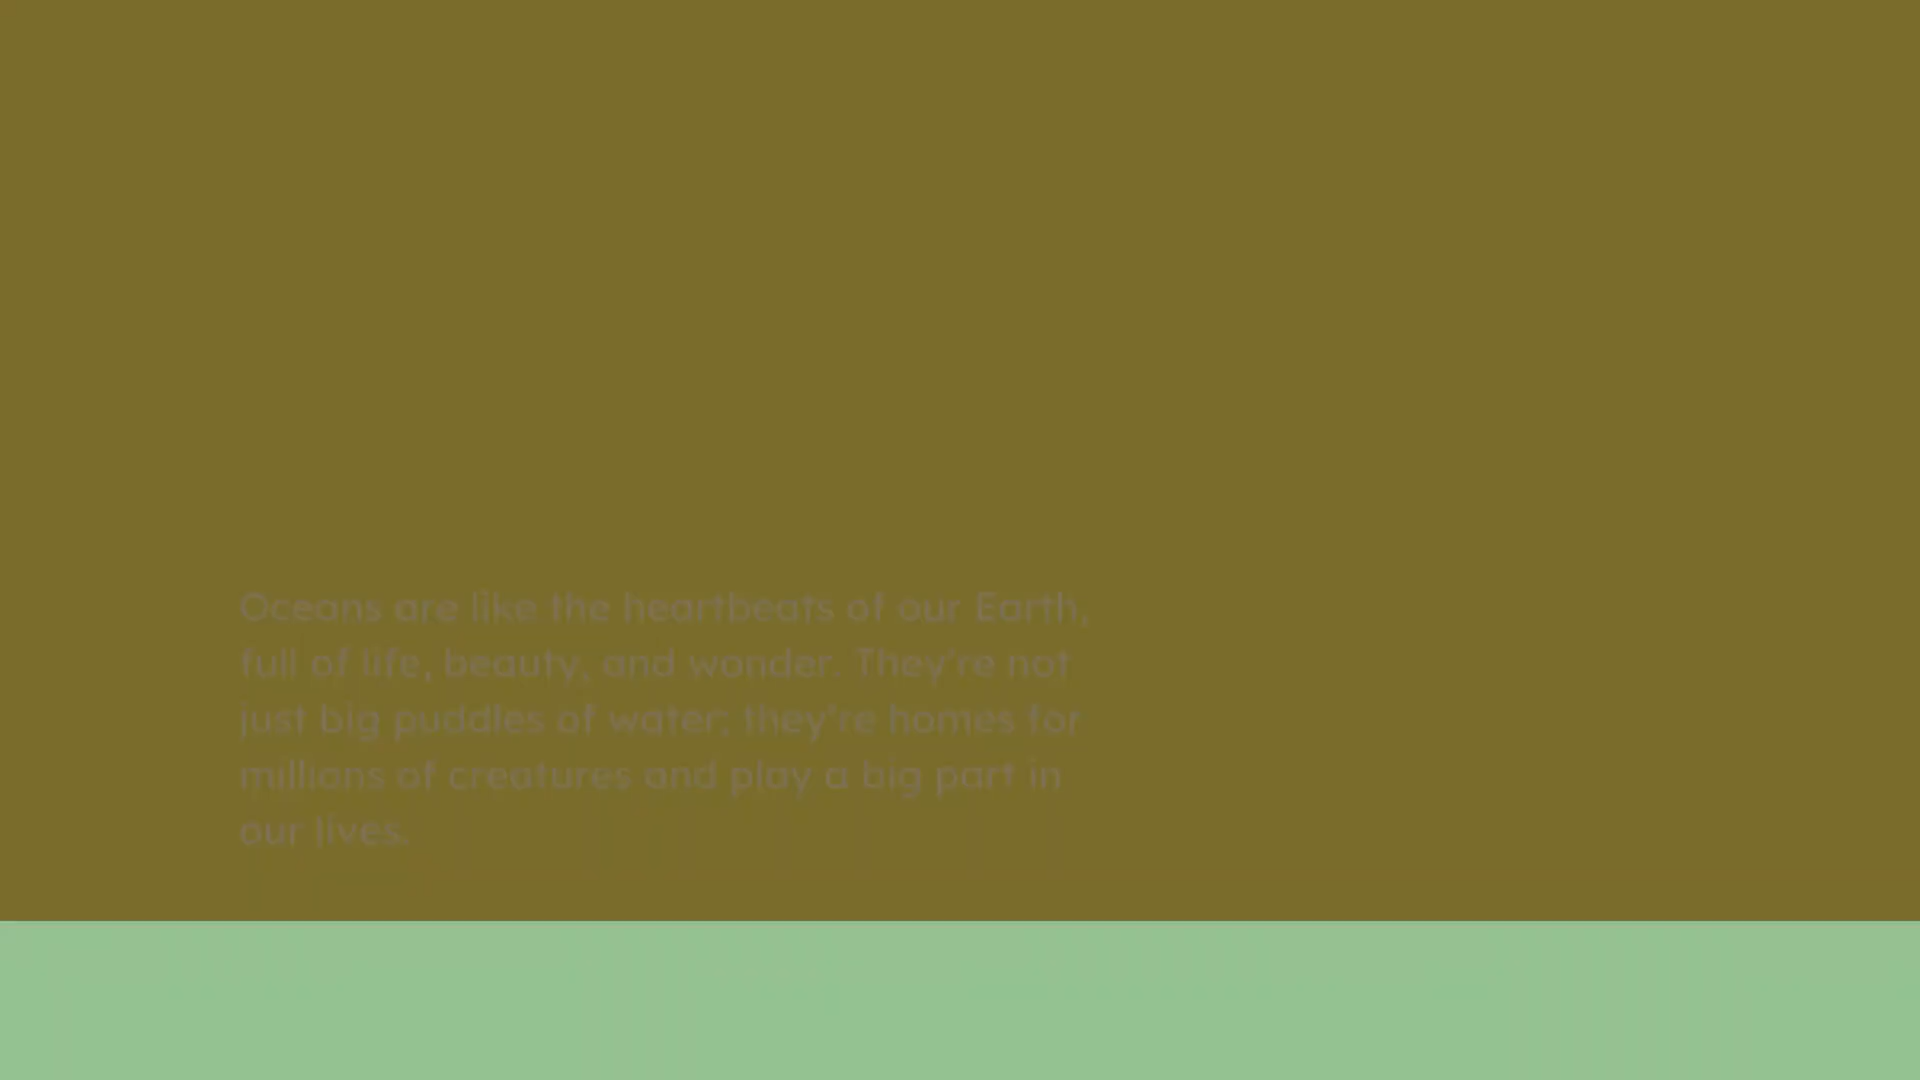 Oceans are like the heartbeats of our Earth,
full of life, beauty, and wonder. They're not
just big puddles of water; they're homes for
millions of creatures and play a big part in
our lives.